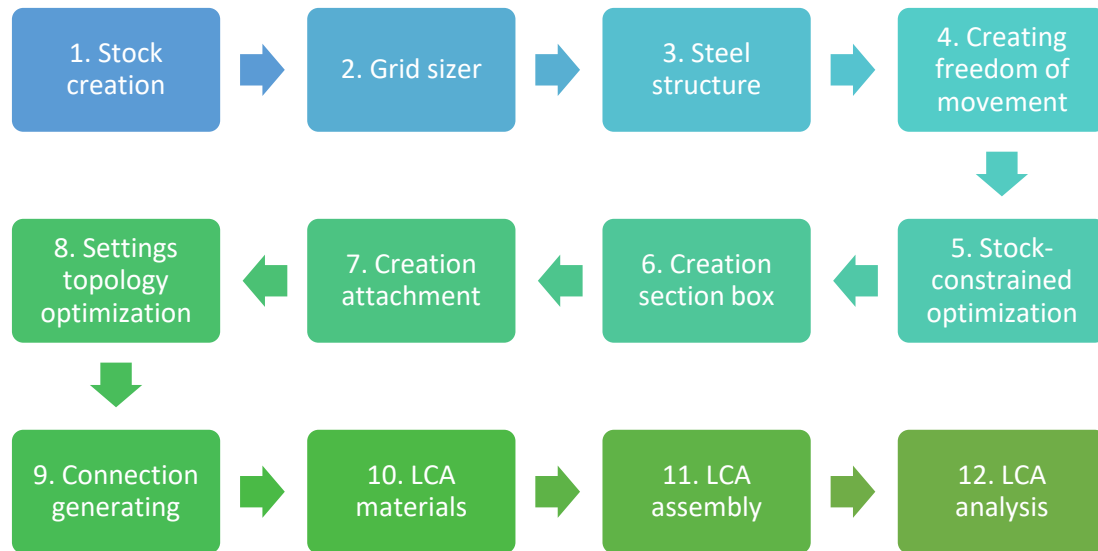 1. Stock
creation
2. Grid sizer
3. Steel
structure
4. Creating
freedom of
movement
8. Settings
topology
optimization
7. Creation
attachment
6. Creation
section box
5. Stock-
constrained
optimization
9. Connection
generating
10. LCA
materials
11. LCA
assembly
12. LCA
analysis